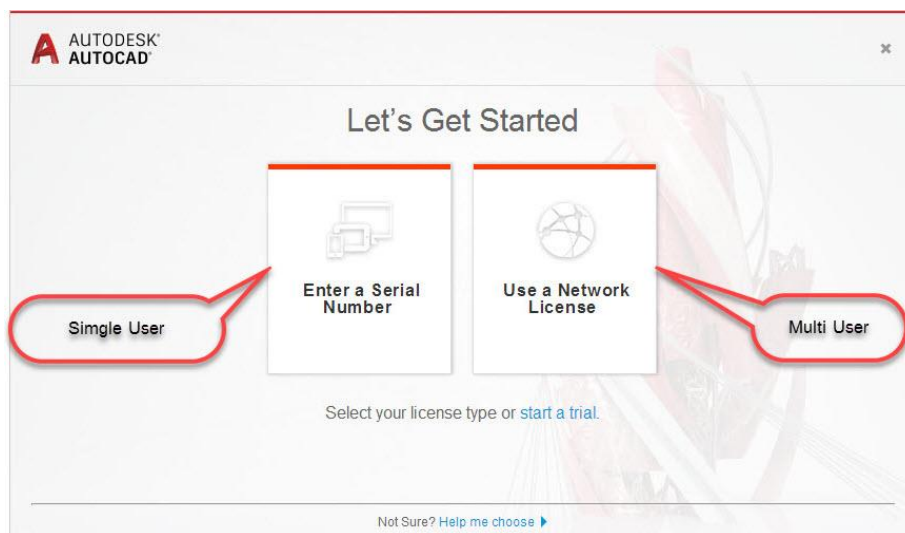 AUTODESK®
AUTOCAD®
Let's Get Started
Enter a Serial
Number
Use a Network
License
Simgle User
Multi User
Select your license type or start a trial.
Not Sure? Help me choose